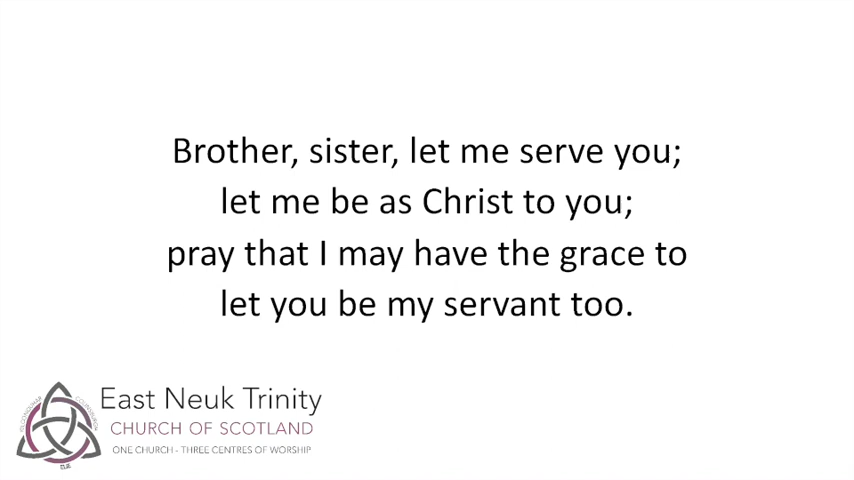 Brother, sister, let me serve you;
let me be as Christ to you;
pray that I may have the grace to
let you be my servant too.
East Neuk Trinity
CHURCH OF SCOTLAND
ONE CHURCH - THREE CENTRES OF WORSHIP